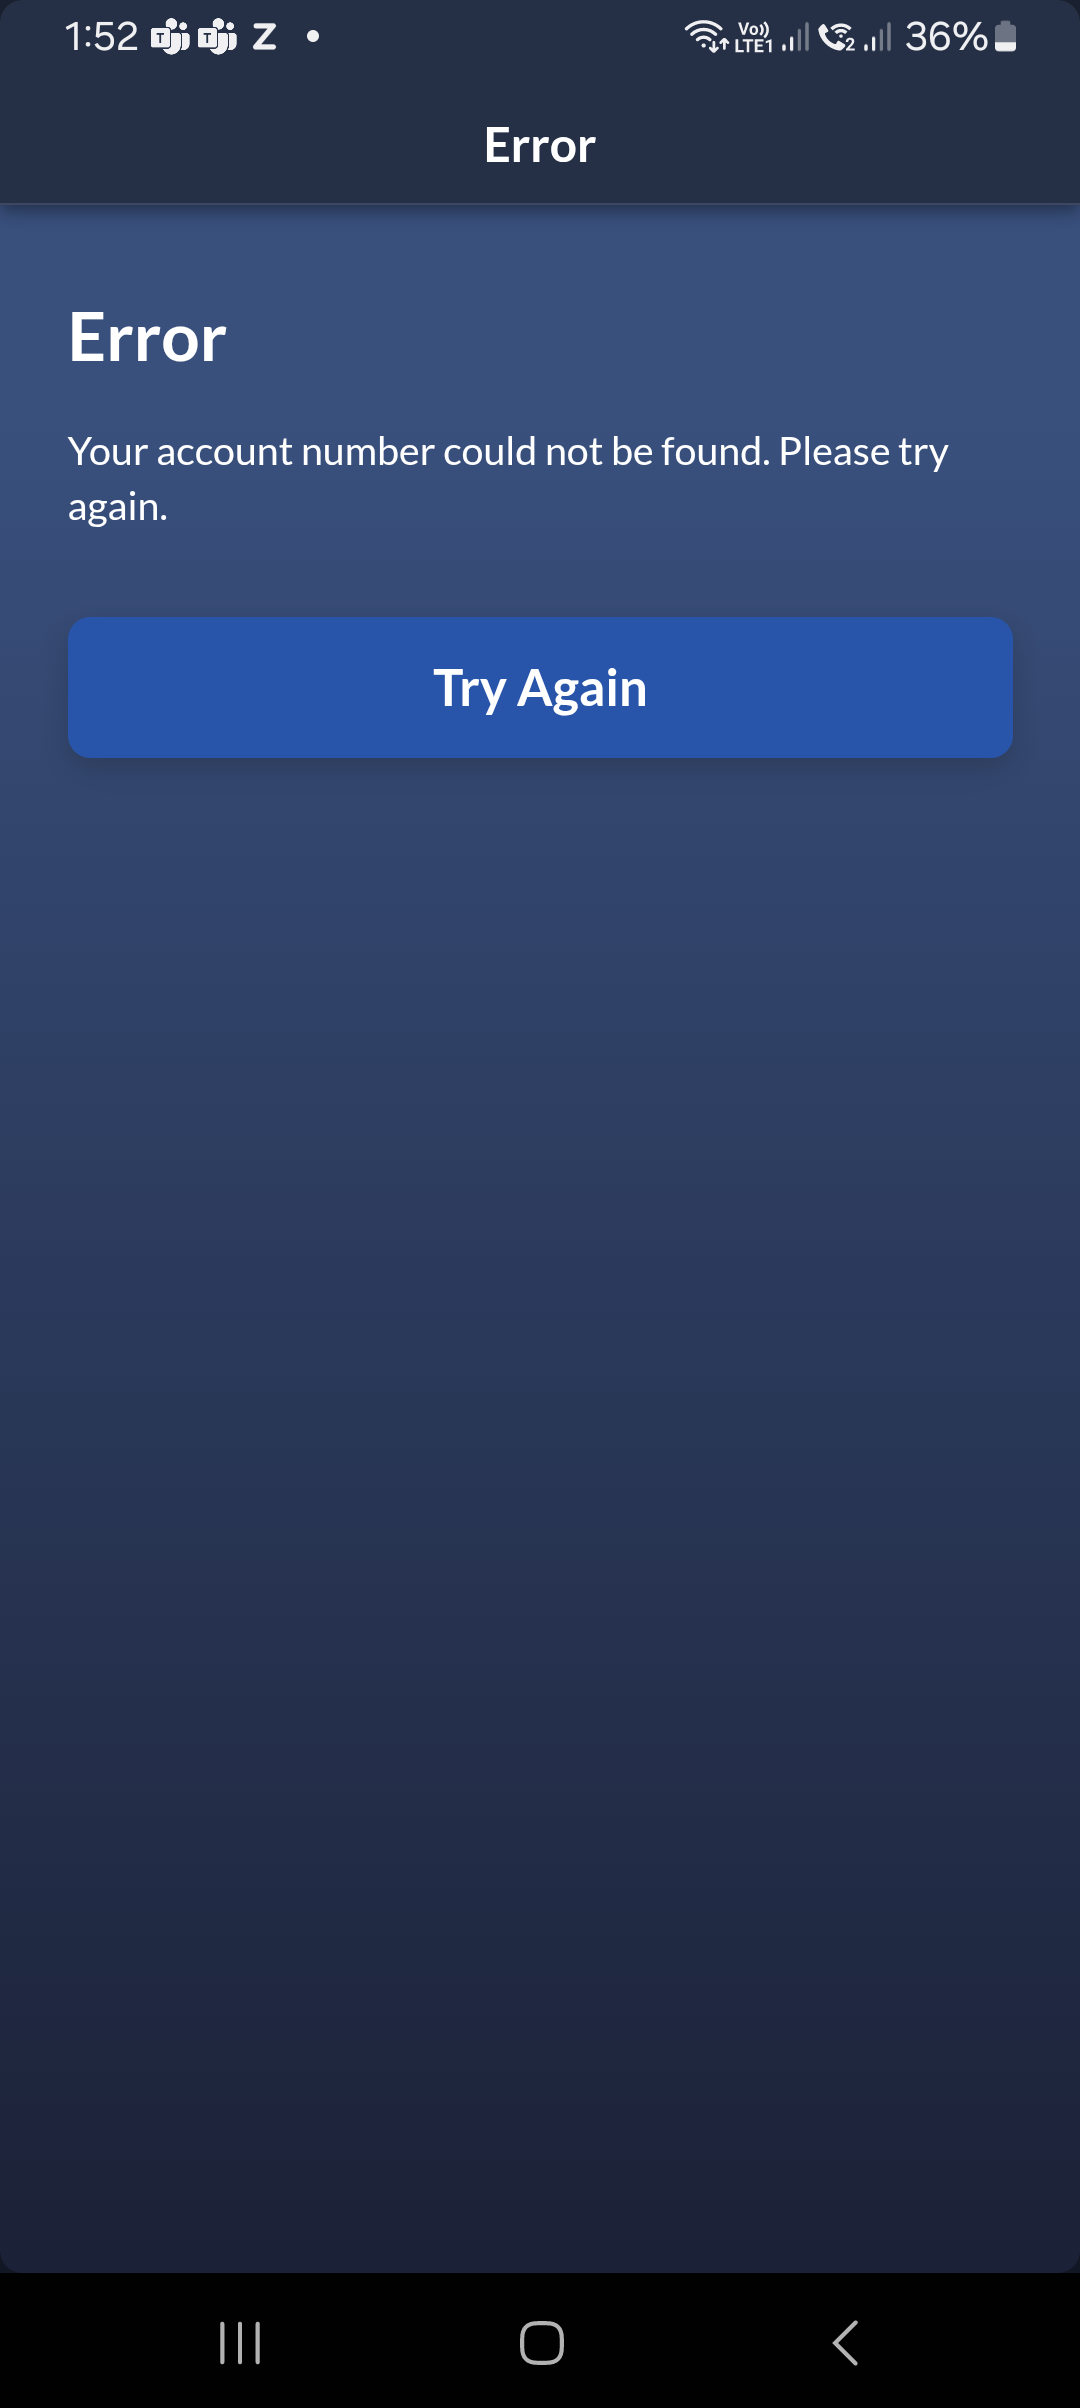 1:52 T T Z • Vo)) LTE1 2 36%
Error
Error
Your account number could not be found. Please try
again.
Try Again